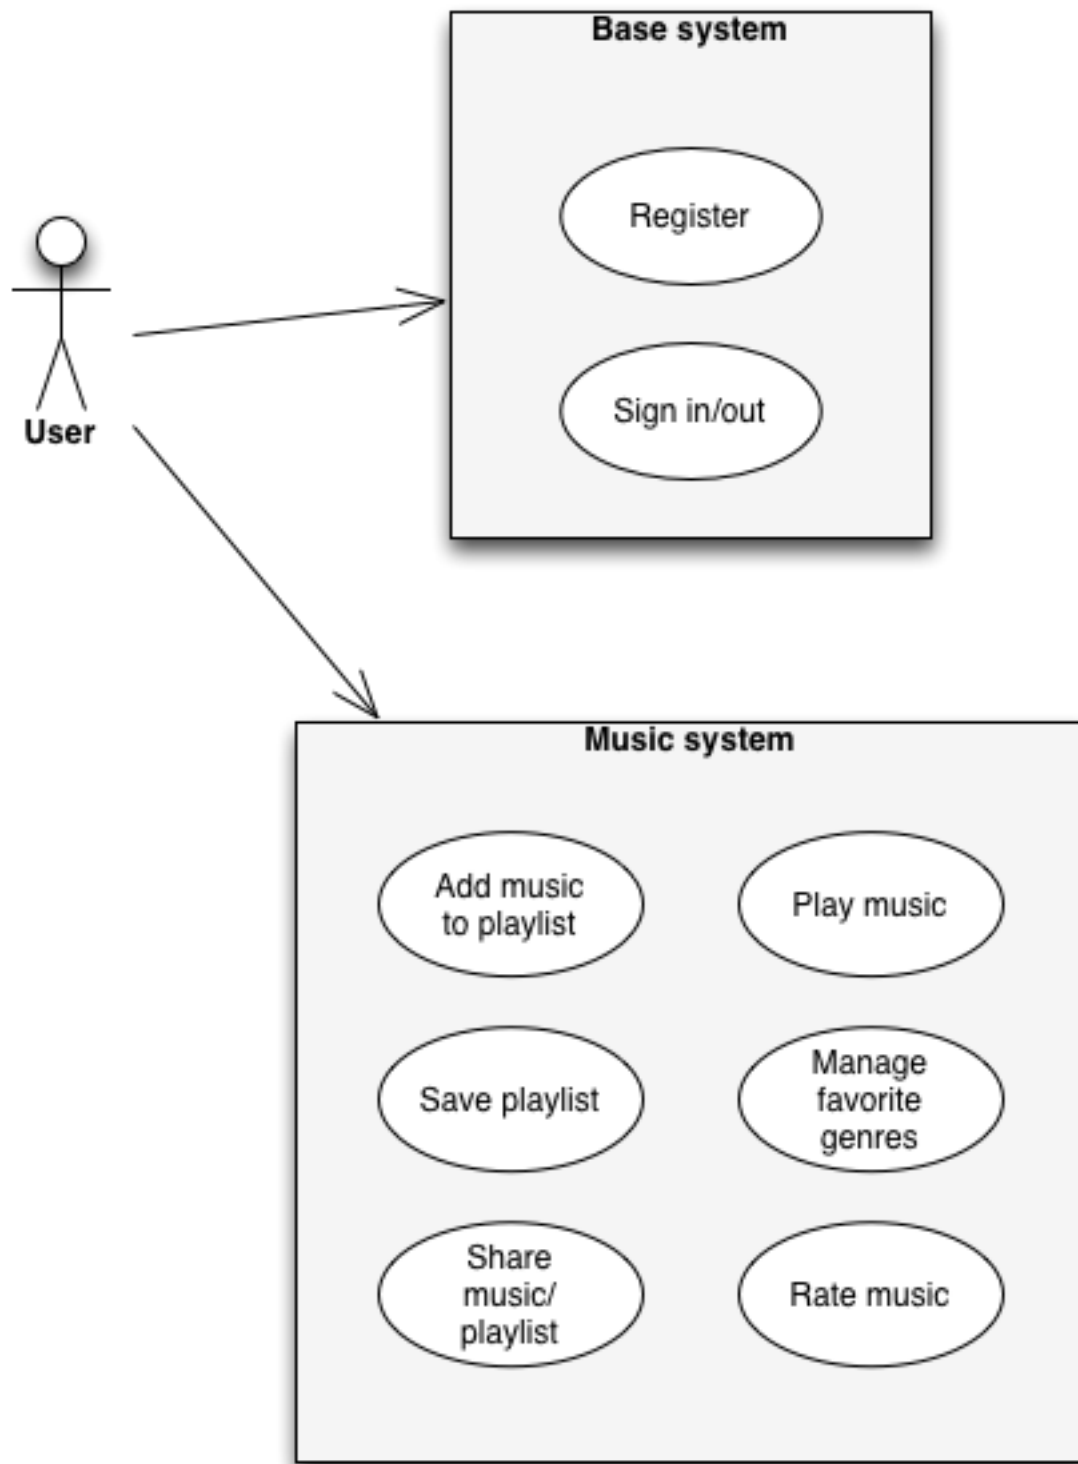 Base system
Register
Sign in/out
User
Music system
Add music
to playlist
Play music
Save playlist
Manage
favorite
genres
Share
music/
playlist
Rate music